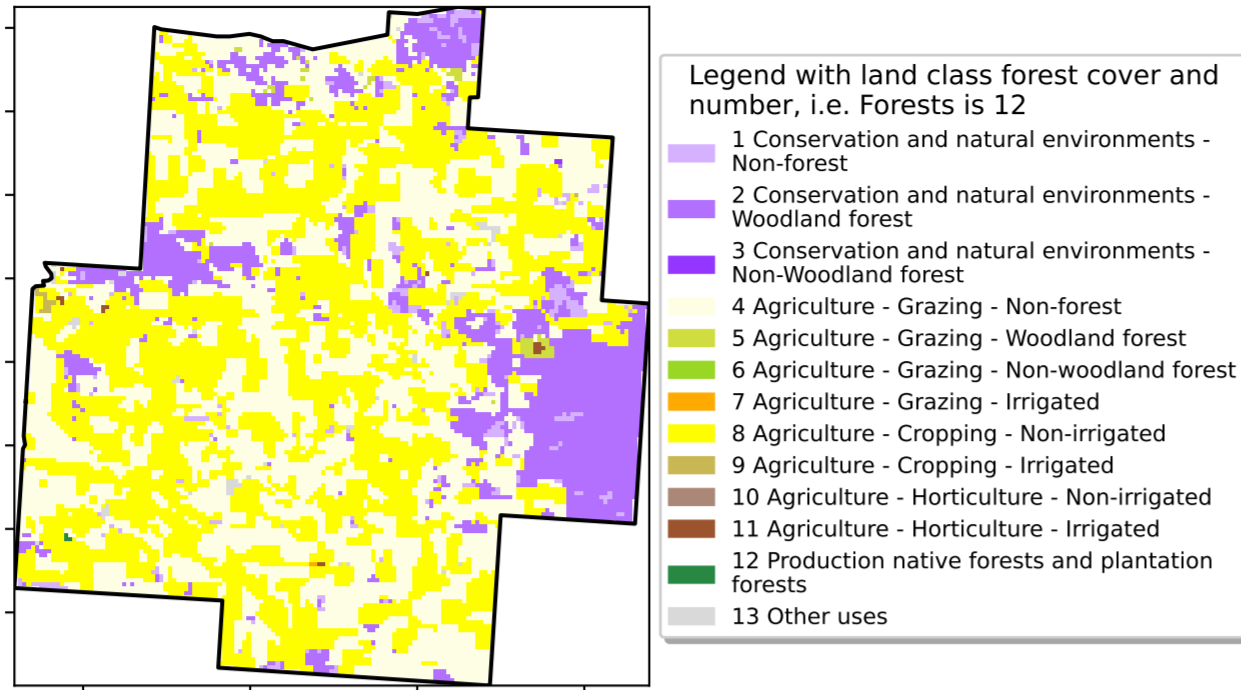 Legend with land class forest cover and
number, i.e. Forests is 12
1 Conservation and natural environments -
Non-forest
2 Conservation and natural environments -
Woodland forest
3 Conservation and natural environments -
Non-Woodland forest
4 Agriculture - Grazing - Non-forest
5 Agriculture - Grazing - Woodland forest
6 Agriculture - Grazing - Non-woodland forest
7 Agriculture - Grazing - Irrigated
8 Agriculture - Cropping - Non-irrigated
9 Agriculture - Cropping - Irrigated
10 Agriculture - Horticulture - Non-irrigated
11 Agriculture - Horticulture - Irrigated
12 Production native forests and plantation
forests
13 Other uses